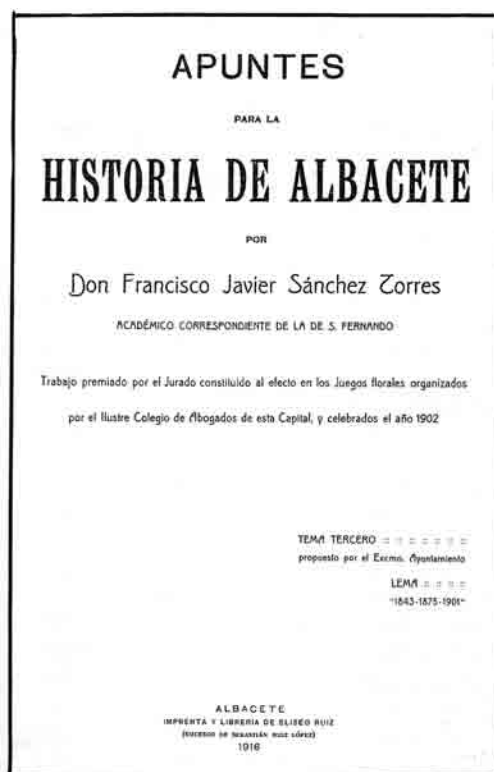 APUNTES
PARA LA
HISTORIA DE ALBACETE
POR
Don Francisco Javier Sánchez Torres
ACADÉMICO CORRESPONDIENTE DE LA DE S. FERNANDO
Trabajo premiado por el Jurado constituido al efecto en los Juegos florales organizados
por el Ilustre Colegio de Abogados de esta Capital, y celebrados el año 1902
TEMA TERCERO
propuesto por el Excmo. Ayuntamiento
LEMA
"1843-1875-1901"
ALBACETE
IMPRENTA Y LIBRERIA DE ELISEO RUIZ
(SUCESOR DE SEBASTIÁN RUIZ LÓPEZ)
1916